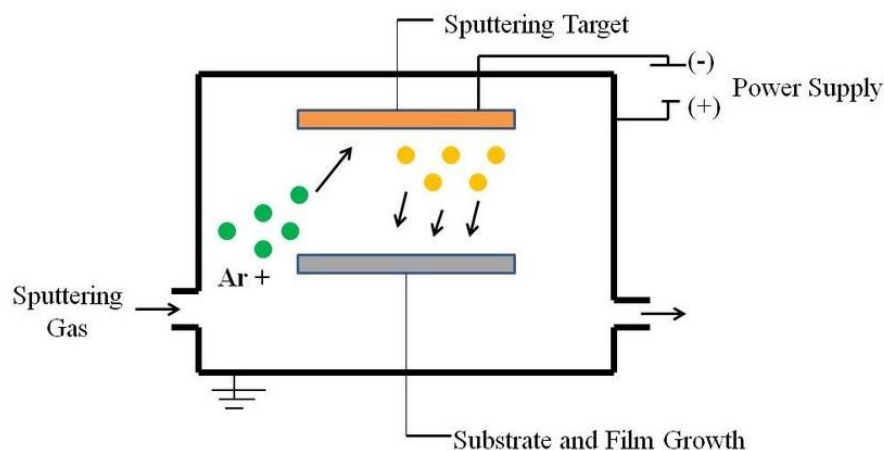 Sputtering Target
(-)
Power Supply
(+)
Ar +
Sputtering
Gas
Substrate and Film Growth